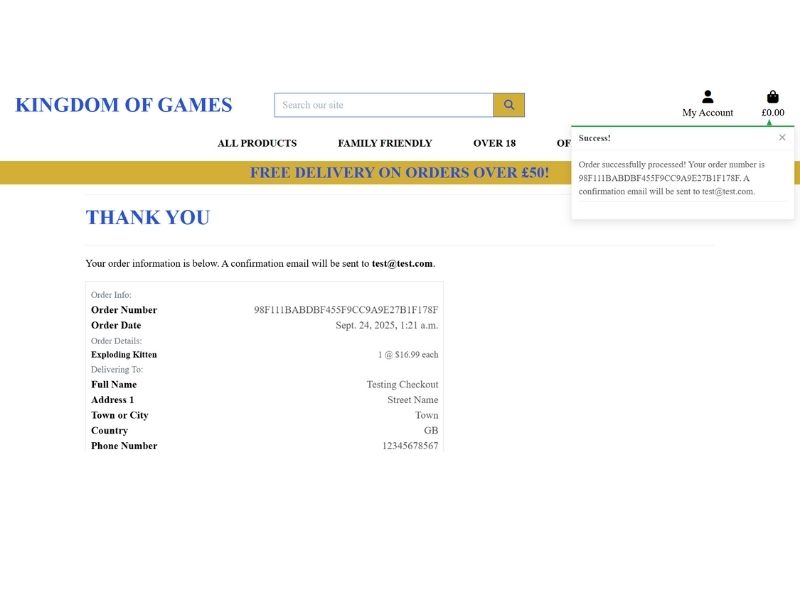 KINGDOM OF GAMES
Search our site
My Account
£0.00
ALL PRODUCTS FAMILY FRIENDLY OVER 18 OF
FREE DELIVERY ON ORDERS OVER £50!
Success! ×
Order successfully processed! Your order number is
98F111BABDBF455F9CC9A9E27B1F178F. A
confirmation email will be sent to test@test.com.
THANK YOU
Your order information is below. A confirmation email will be sent to test@test.com.
Order Info:
Order Number 98F111BABDBF455F9CC9A9E27B1F178F
Order Date Sept. 24, 2025, 1:21 a.m.
Order Details:
Exploding Kitten 1 @ $16.99 each
Delivering To:
Full Name Testing Checkout
Address 1 Street Name
Town or City Town
Country GB
Phone Number 12345678567